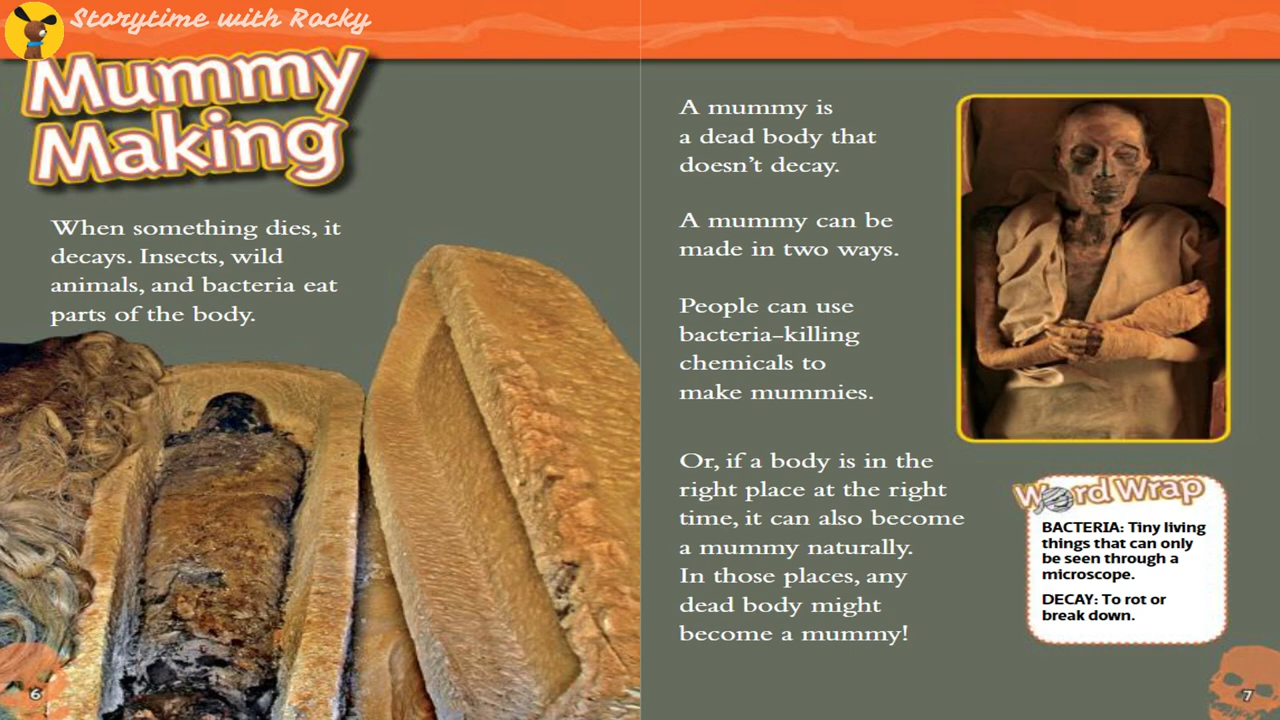 Storytime with Rocky
Mummy
Making
When something dies, it
decays. Insects, wild
animals, and bacteria eat
parts of the body.
6
A mummy is
a dead body that
doesn't decay.
A mummy can be
made in two ways.
People can use
bacteria-killing
chemicals to
make mummies.
Or, if a body is in the
right place at the right
time, it can also become
a mummy naturally.
In those places, any
dead body might
become a mummy!
Word Wrap
BACTERIA: Tiny living
things that can only
be seen through a
microscope.
DECAY: To rot or
break down.
7